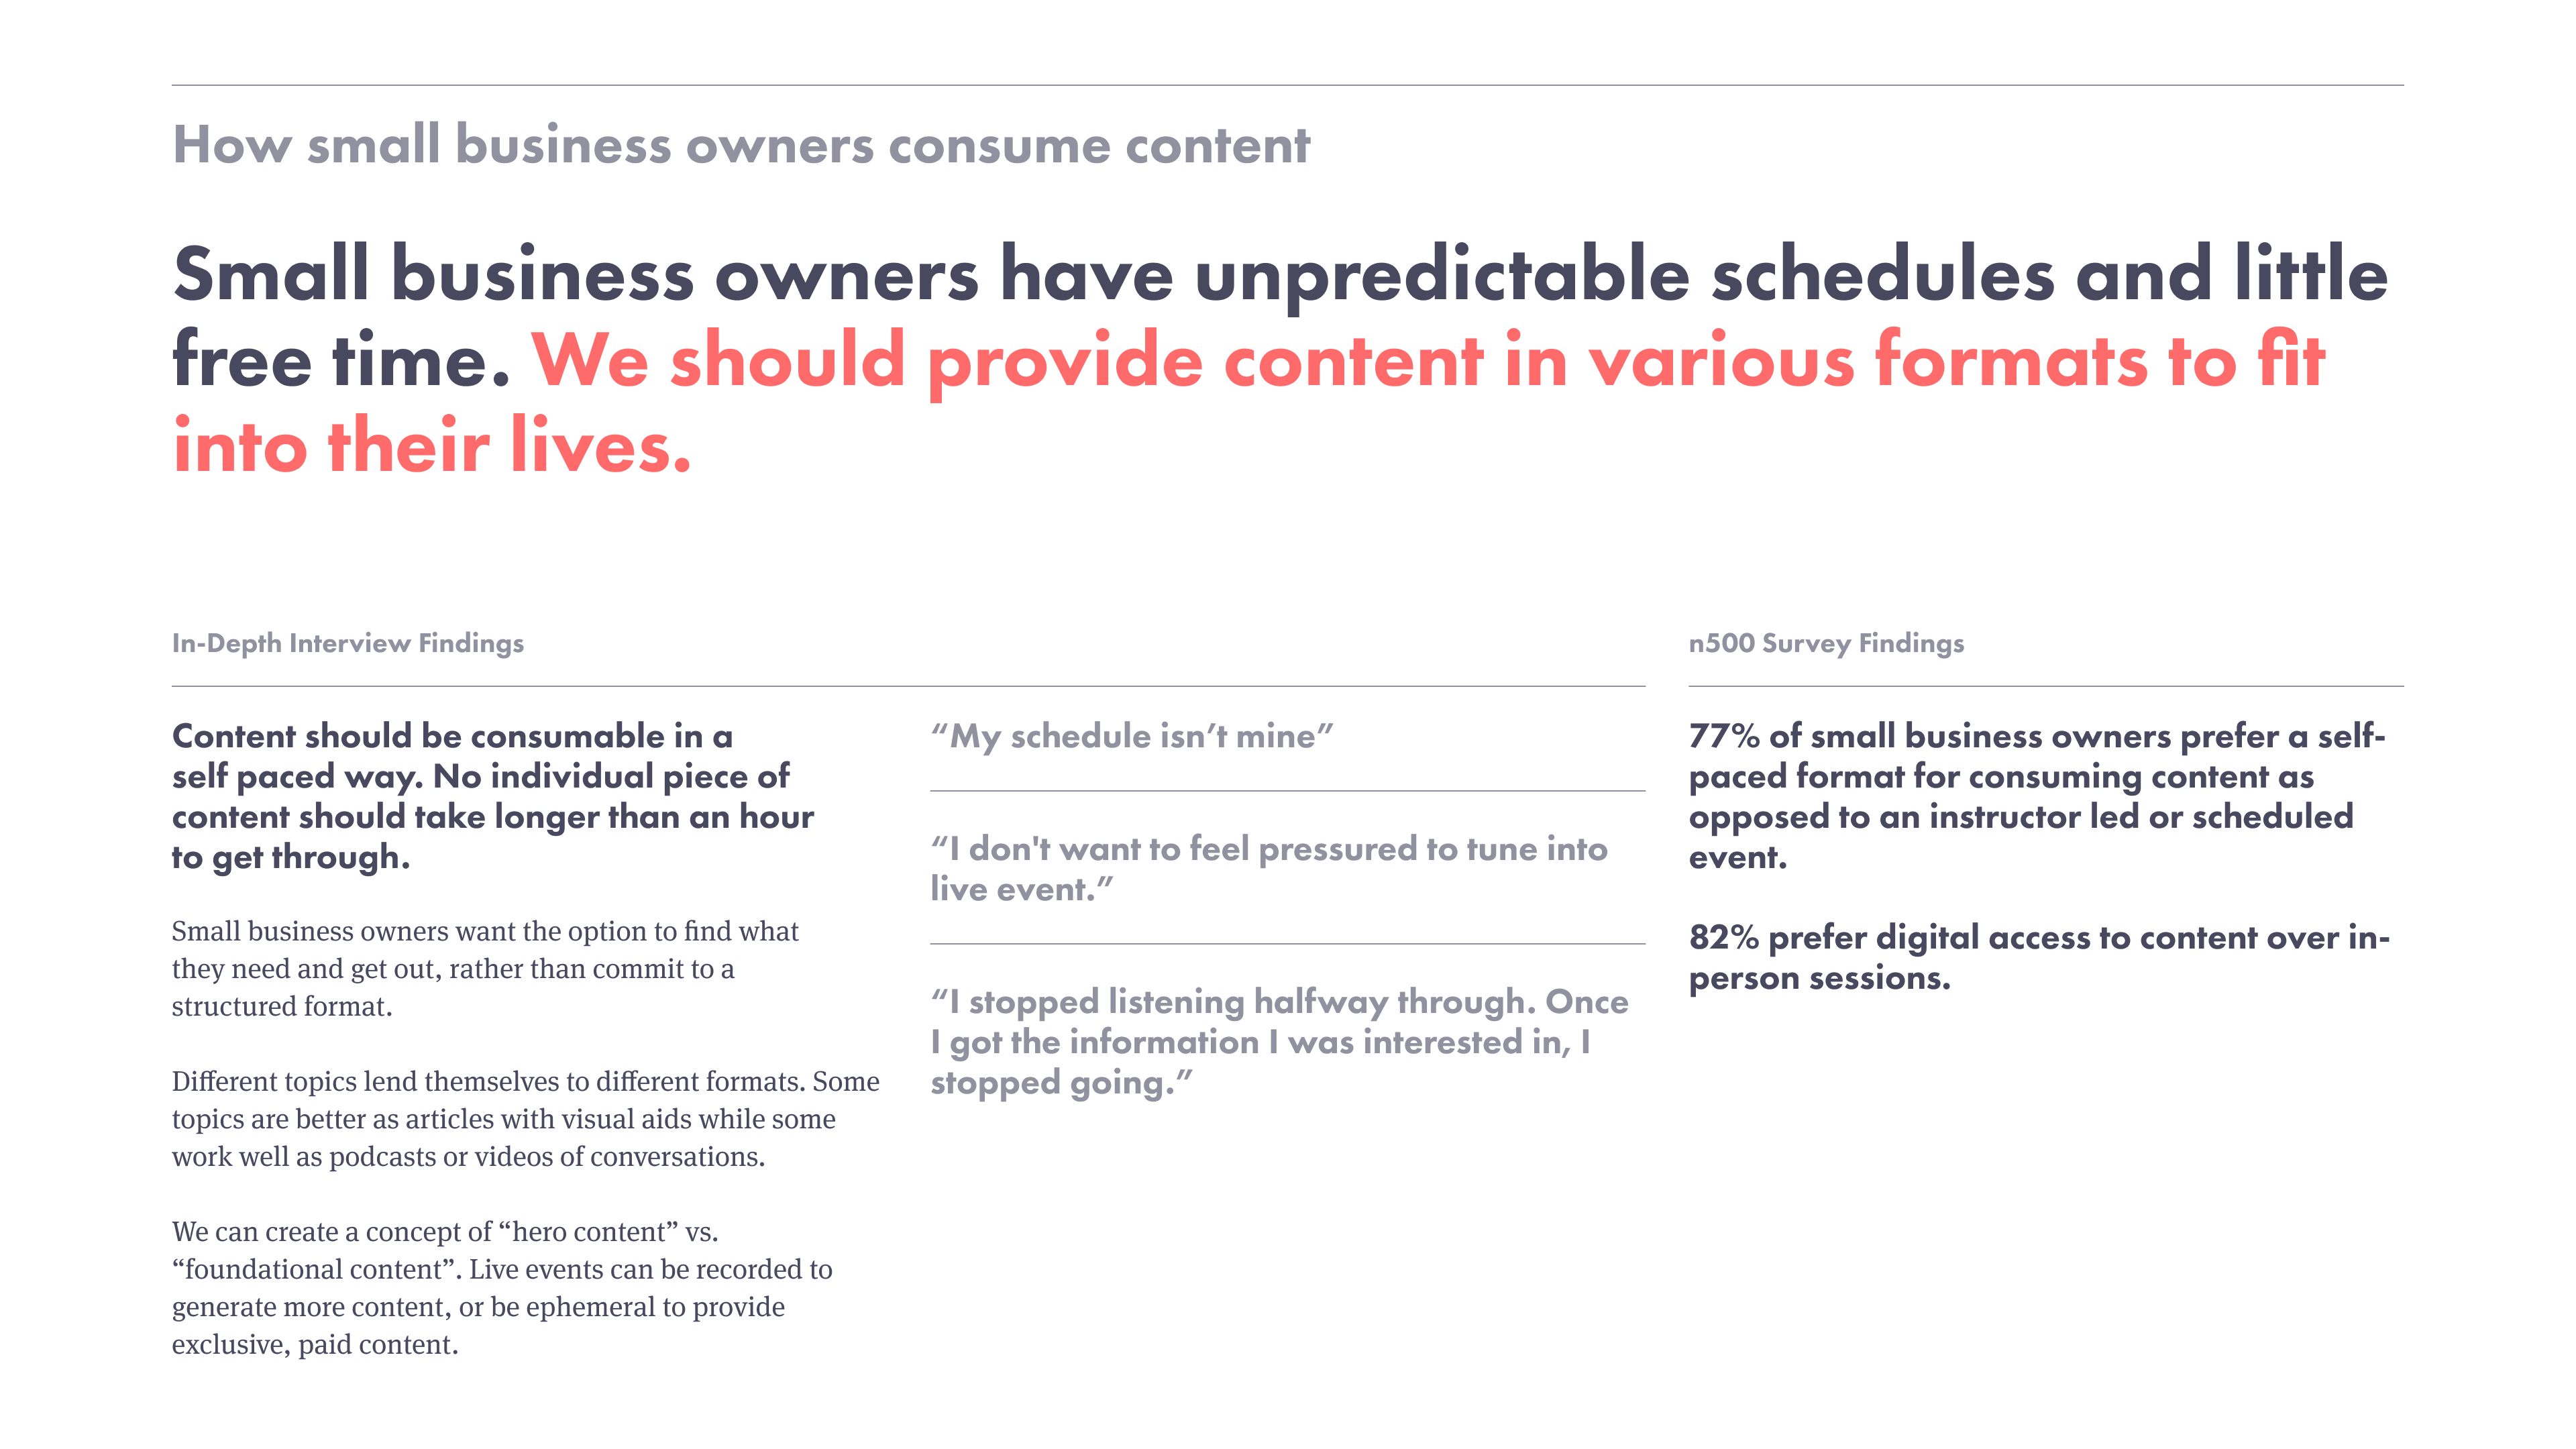 How small business owners consume content
Small business owners have unpredictable schedules and little
free time. We should provide content in various formats to fit
into their lives.
In-Depth Interview Findings
Content should be consumable in a
self paced way. No individual piece of
content should take longer than an hour
to get through.
Small business owners want the option to find what
they need and get out, rather than commit to a
structured format.
Different topics lend themselves to different formats. Some
topics are better as articles with visual aids while some
work well as podcasts or videos of conversations.
We can create a concept of “hero content” vs.
“foundational content”. Live events can be recorded to
generate more content, or be ephemeral to provide
exclusive, paid content.
“My schedule isn’t mine”
“I don't want to feel pressured to tune into
live event.”
“I stopped listening halfway through. Once
I got the information I was interested in, I
stopped going.”
n500 Survey Findings
77% of small business owners prefer a self-
paced format for consuming content as
opposed to an instructor led or scheduled
event.
82% prefer digital access to content over in-
person sessions.